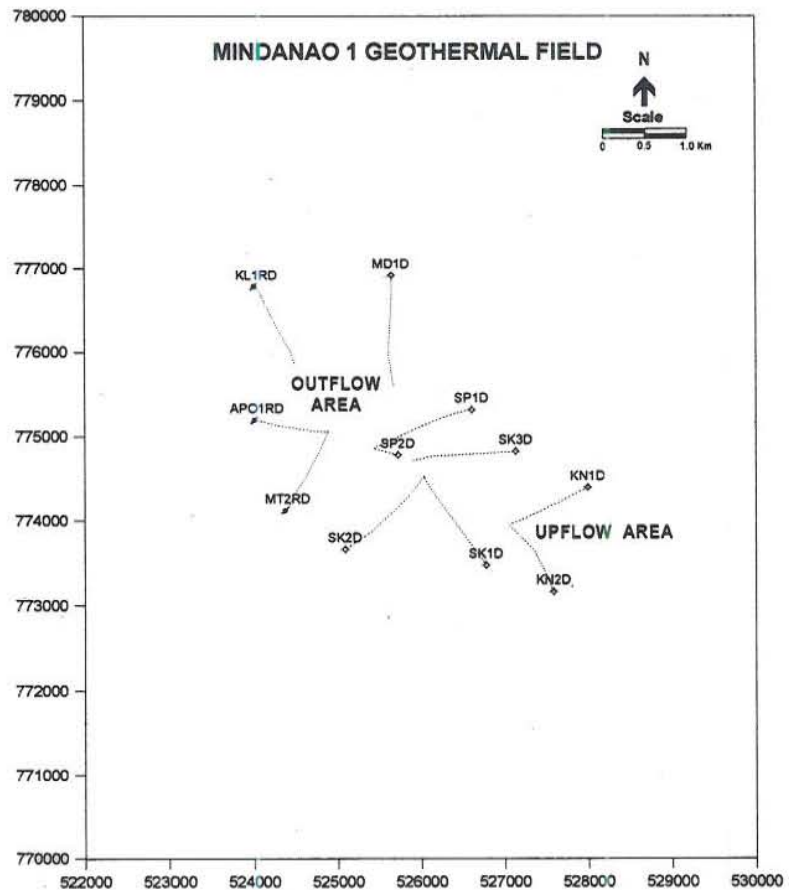 780000
MINDANAO 1 GEOTHERMAL FIELD
N
779000
Scale
0 0.5 1.0 Km
778000
777000
KL1RD
MD1D
776000
OUTFLOW
AREA
SP1D
APO1RD
775000
SP2D
SK3D
KN1D
MT2RD
774000
UPFLOW AREA
SK2D
SK1D
KN2D
773000
772000
771000
770000
522000 523000 524000 525000 526000 527000 528000 529000 530000